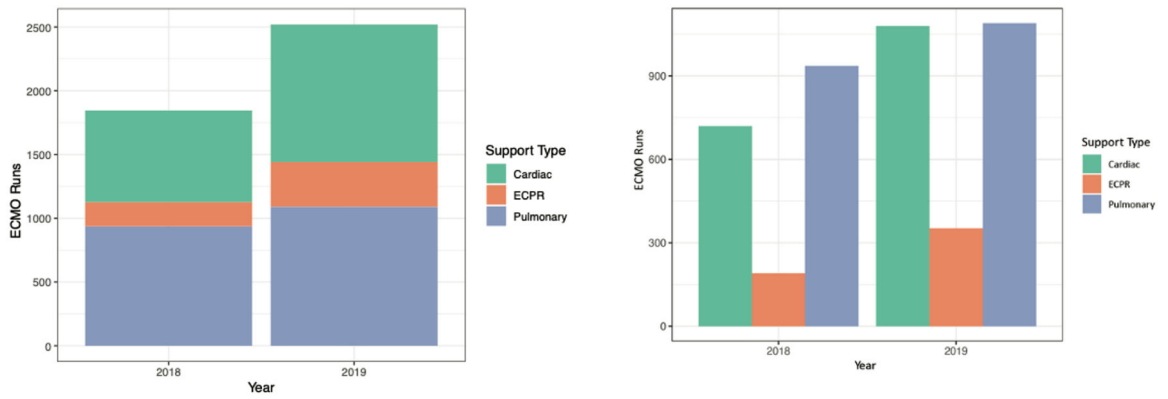 2500
2000
1500
1000
500
0
ECMO Runs
2018
2019
Year
Support Type
Cardiac
ECPR
Pulmonary
900
600
300
0
ECMO Runs
2018
2019
Year
Support Type
Cardiac
ECPR
Pulmonary